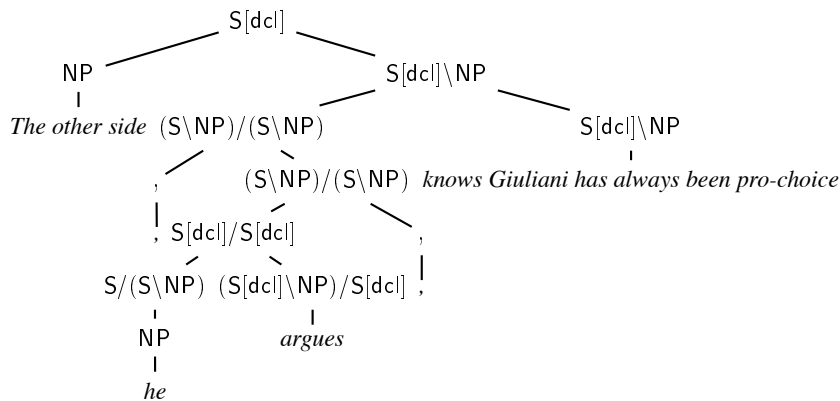 S[dcl]
NP S[dcl]\NP
The other side (S\NP)/(S\NP) S[dcl]\NP
, (S\NP)/(S\NP) knows Giuliani has always been pro-choice
, S[dcl]/S[dcl] ,
S/(S\NP) (S[dcl]\NP)/S[dcl] ,
NP argues
he